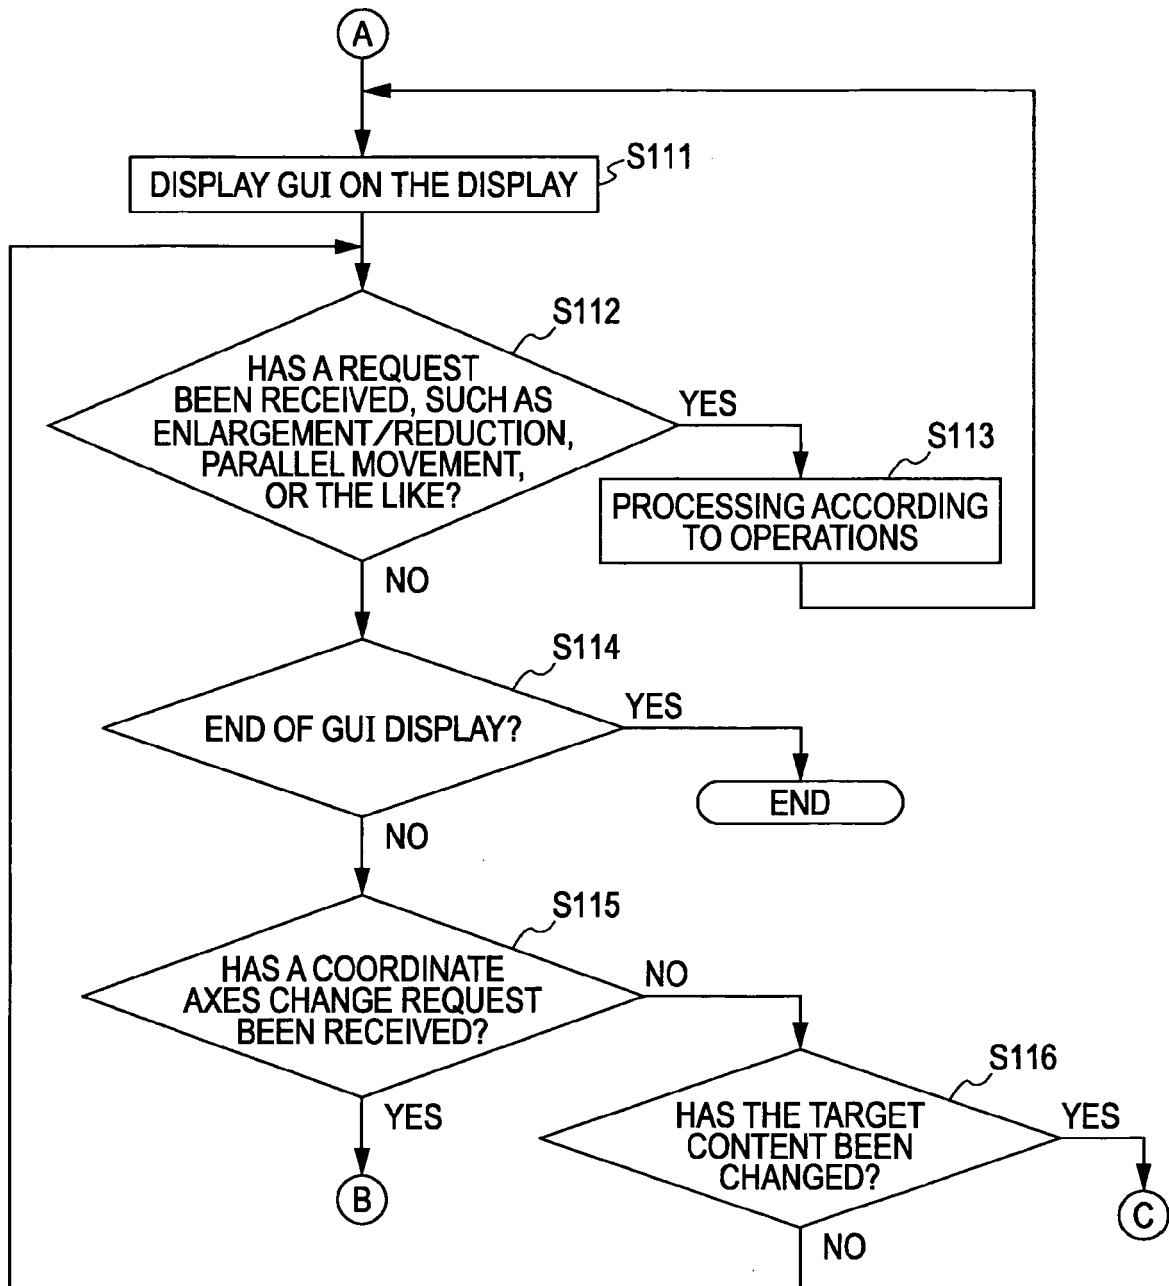 A
S111
DISPLAY GUI ON THE DISPLAY
S112
HAS A REQUEST
BEEN RECEIVED, SUCH AS
ENLARGEMENT/REDUCTION,
PARALLEL MOVEMENT,
OR THE LIKE?
YES
S113
PROCESSING ACCORDING
TO OPERATIONS
NO
S114
END OF GUI DISPLAY?
YES
END
NO
S115
HAS A COORDINATE
AXES CHANGE REQUEST
BEEN RECEIVED?
NO
YES
B
S116
HAS THE TARGET
CONTENT BEEN
CHANGED?
YES
C
NO